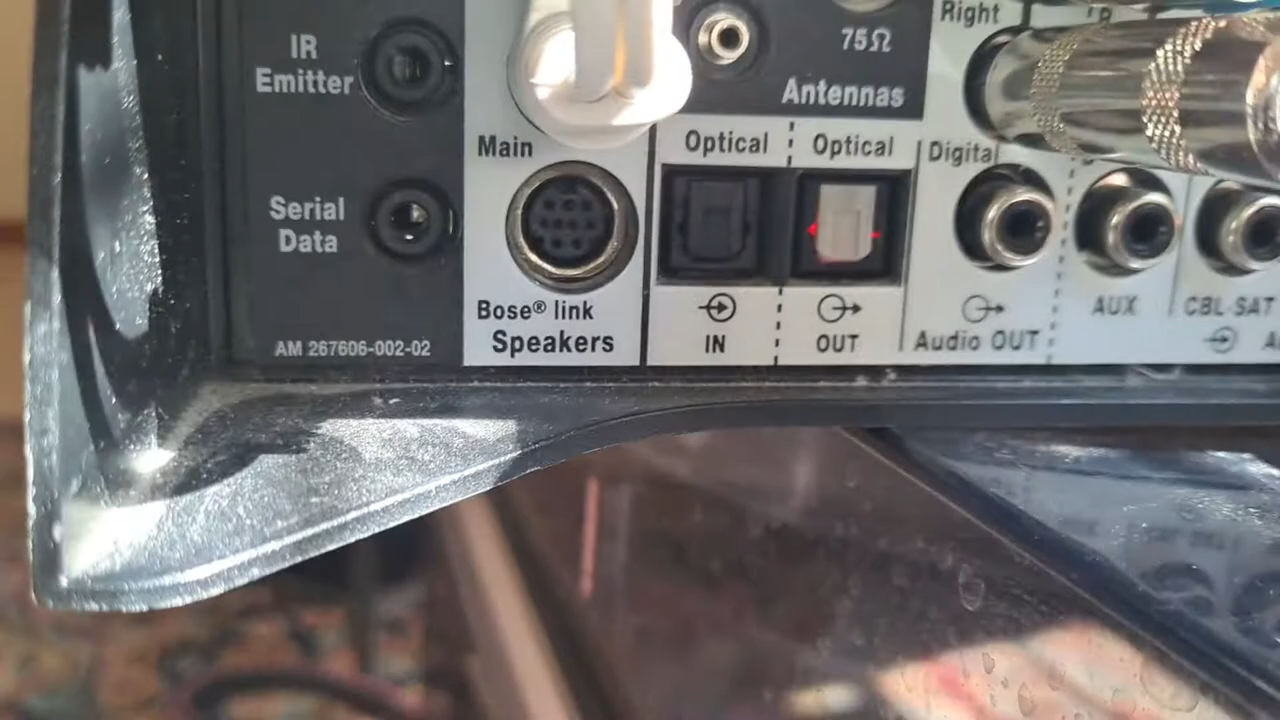 IR
Emitter
Serial
Data
AM 267606-002-02
Main
Bose® link
Speakers
75Ω
Antennas
Optical
Optical
IN
OUT
Right
Digital
Audio OUT
AUX
CBL·SAT